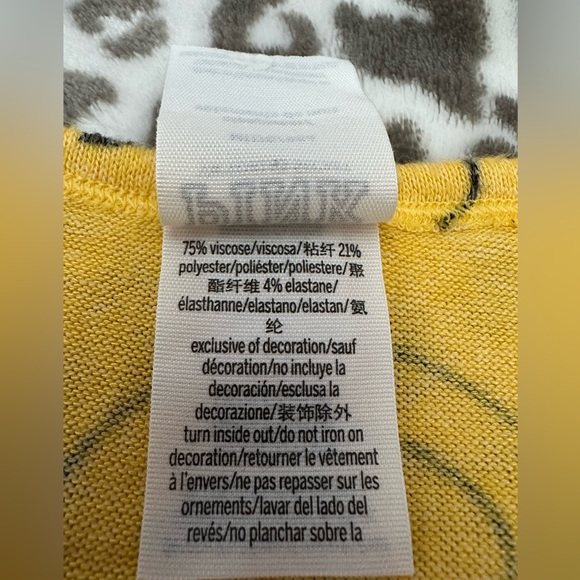 75% viscose/viscosa/粘纤 21%
polyester/poliéster/poliestere/聚
酯纤维 4% elastane/
élasthanne/elastano/elastan/氨
纶
exclusive of decoration/sauf
décoration/no incluye la
decoración/esclusa la
decorazione/装饰除外
turn inside out/do not iron on
decoration/retourner le vêtement
à l'envers/ne pas repasser sur les
ornements/lavar del lado del
revés/no planchar sobre la